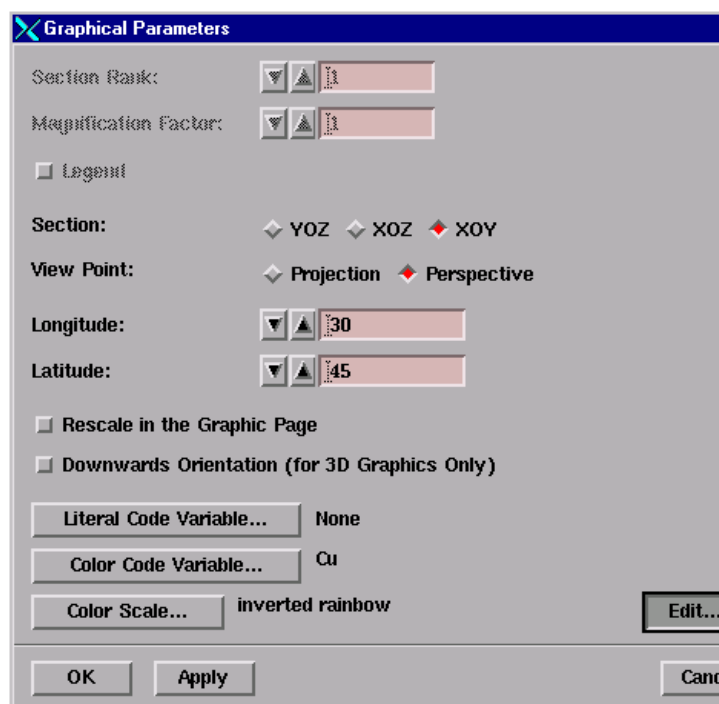 Graphical Parameters
Section Rank: 1
Magnification Factor: 1
Legend
Section: YOZ XOZ XOY
View Point: Projection Perspective
Longitude: 30
Latitude: 45
Rescale in the Graphic Page
Downwards Orientation (for 3D Graphics Only)
Literal Code Variable... None
Color Code Variable... Cu
Color Scale... inverted rainbow Edit...
OK Apply Canc